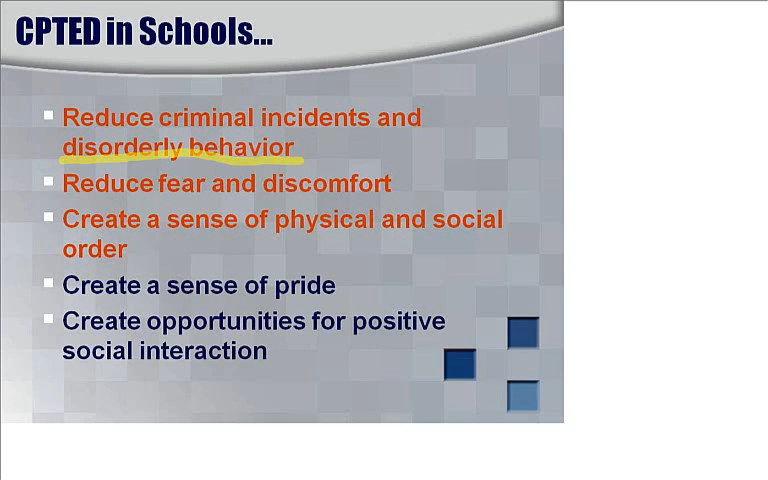 CPTED in Schools...
Reduce criminal incidents and
disorderly behavior
Reduce fear and discomfort
Create a sense of physical and social
order
Create a sense of pride
Create opportunities for positive
social interaction